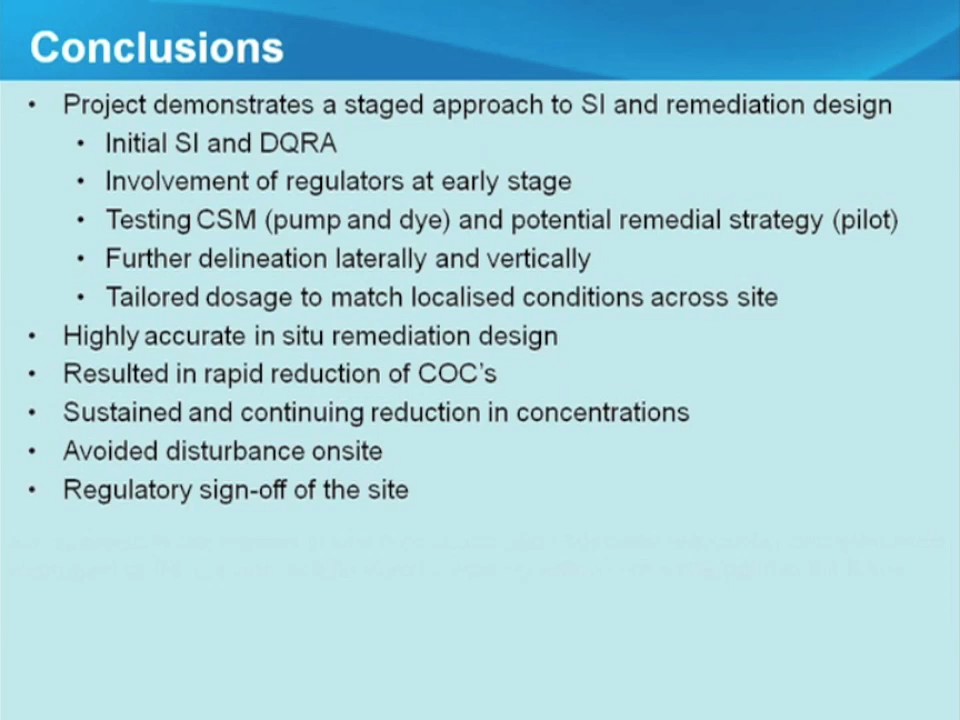 Conclusions
• Project demonstrates a staged approach to SI and remediation design
• Initial SI and DQRA
• Involvement of regulators at early stage
• Testing CSM (pump and dye) and potential remedial strategy (pilot)
• Further delineation laterally and vertically
• Tailored dosage to match localised conditions across site
• Highly accurate in situ remediation design
• Resulted in rapid reduction of COC's
• Sustained and continuing reduction in concentrations
• Avoided disturbance onsite
• Regulatory sign-off of the site